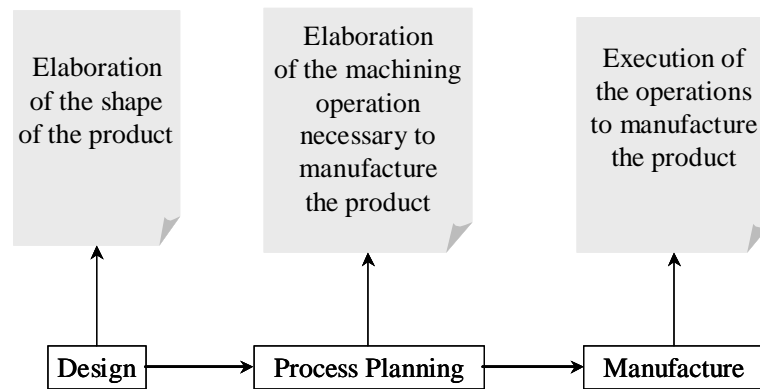 Elaboration
of the shape
of the product
Elaboration
of the machining
operation
necessary to
manufacture
the product
Execution of
the operations
to manufacture
the product
Design
Process Planning
Manufacture